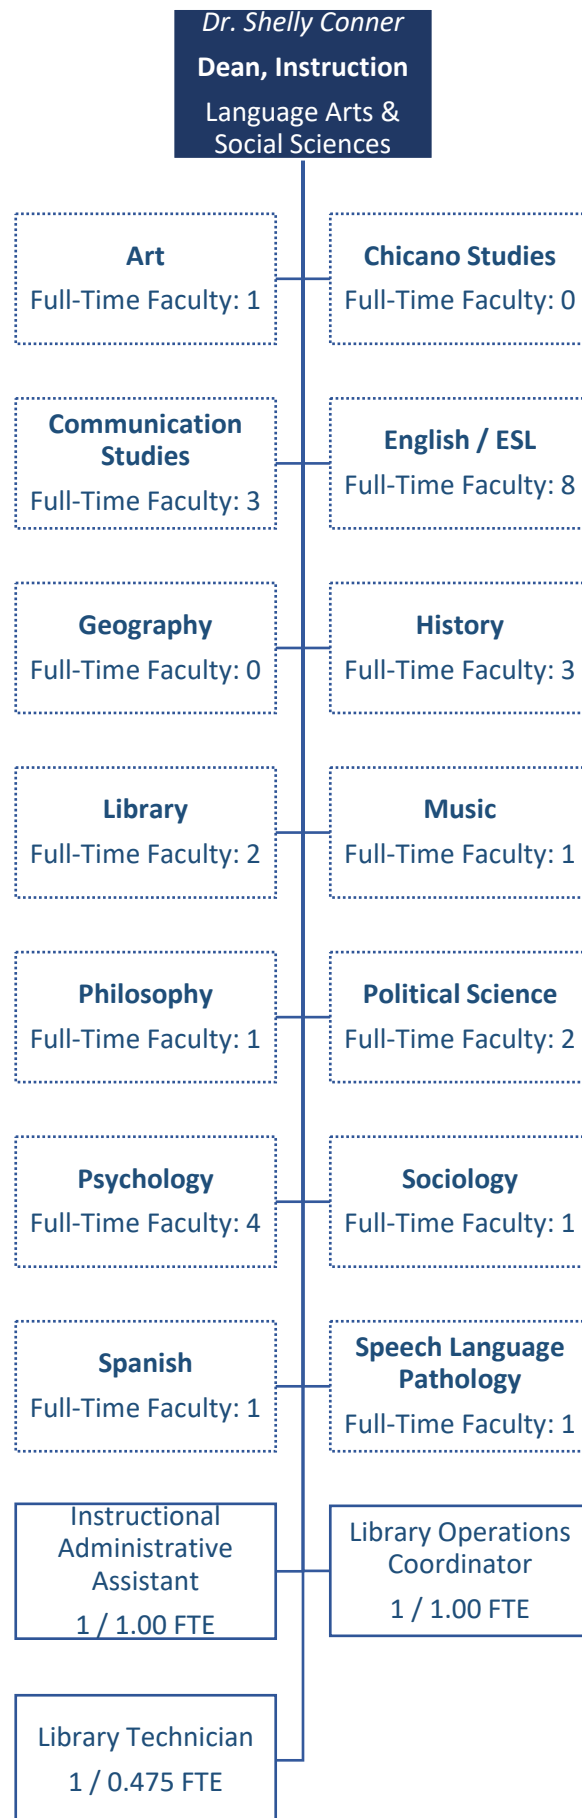 Dr. Shelly Conner
Dean, Instruction
Language Arts &
Social Sciences
Art
Full-Time Faculty: 1
Chicano Studies
Full-Time Faculty: 0
Communication
Studies
Full-Time Faculty: 3
English / ESL
Full-Time Faculty: 8
Geography
Full-Time Faculty: 0
History
Full-Time Faculty: 3
Library
Full-Time Faculty: 2
Music
Full-Time Faculty: 1
Philosophy
Full-Time Faculty: 1
Political Science
Full-Time Faculty: 2
Psychology
Full-Time Faculty: 4
Sociology
Full-Time Faculty: 1
Spanish
Full-Time Faculty: 1
Speech Language
Pathology
Full-Time Faculty: 1
Instructional
Administrative
Assistant
1 / 1.00 FTE
Library Operations
Coordinator
1 / 1.00 FTE
Library Technician
1 / 0.475 FTE